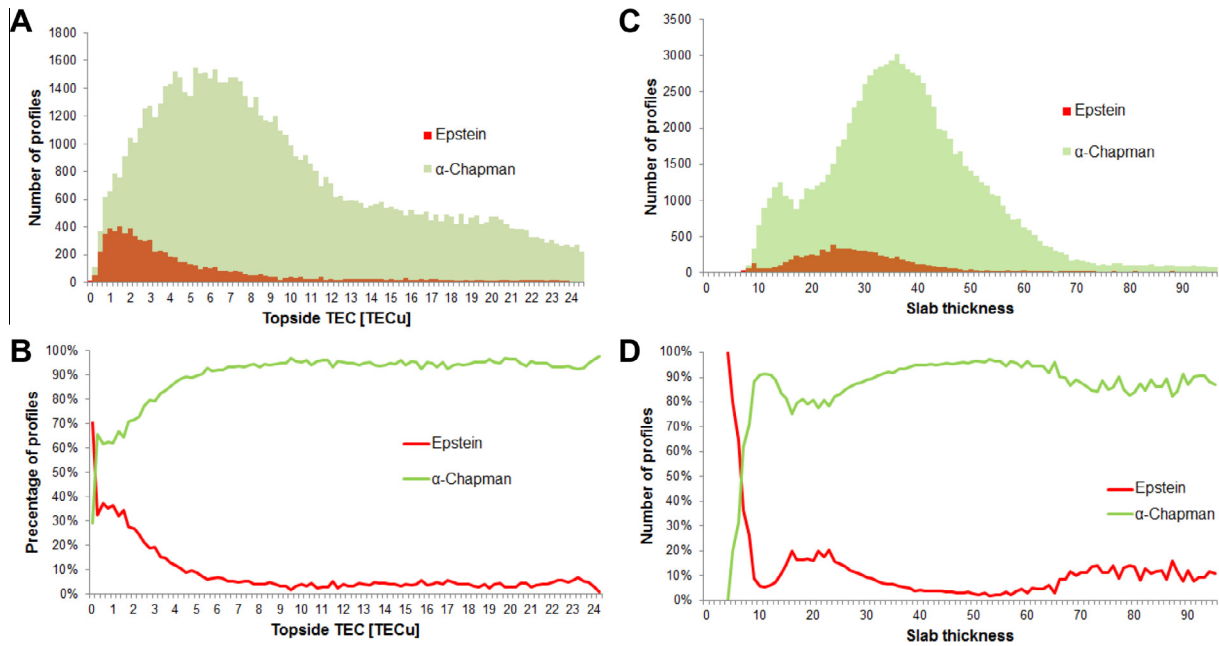 A
Number of profiles
1800
1600
1400
1200
1000
800
600
400
200
0
Epstein
α-Chapman
0 1 2 3 4 5 6 7 8 9 10 11 12 13 14 15 16 17 18 19 20 21 22 23 24
Topside TEC [TECu]
C
Number of profiles
3500
3000
2500
2000
1500
1000
500
0
Epstein
α-Chapman
0 10 20 30 40 50 60 70 80 90
Slab thickness
B
Precentage of profiles
100%
90%
80%
70%
60%
50%
40%
30%
20%
10%
0%
Epstein
α-Chapman
0 1 2 3 4 5 6 7 8 9 10 11 12 13 14 15 16 17 18 19 20 21 22 23 24
Topside TEC [TECu]
D
Number of profiles
100%
90%
80%
70%
60%
50%
40%
30%
20%
10%
0%
Epstein
α-Chapman
0 10 20 30 40 50 60 70 80 90
Slab thickness